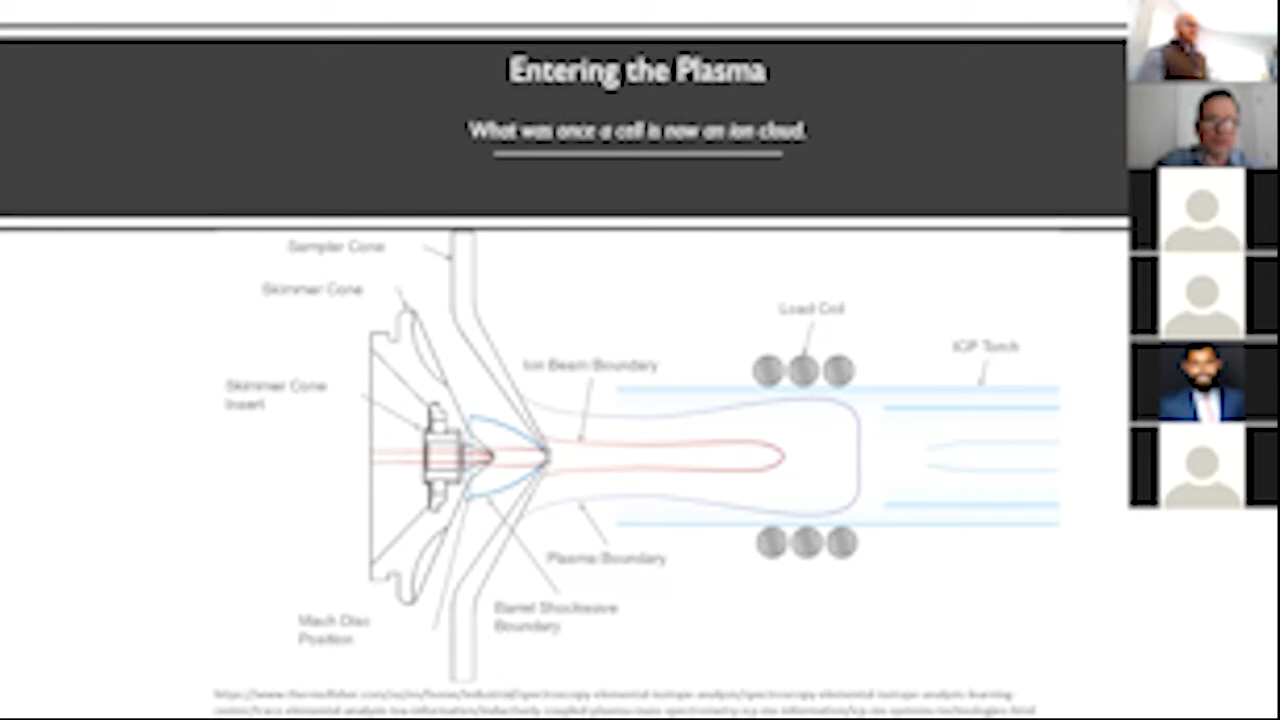 Entering the Plasma
What was once a cell is now an ion cloud.
Sampler Cone
Skimmer Cone
Load Coil
ICP Torch
Ion Beam Boundary
Skimmer Cone
Insert
Plasma Boundary
Barrel Shockwave
Boundary
Mach Disc
Position